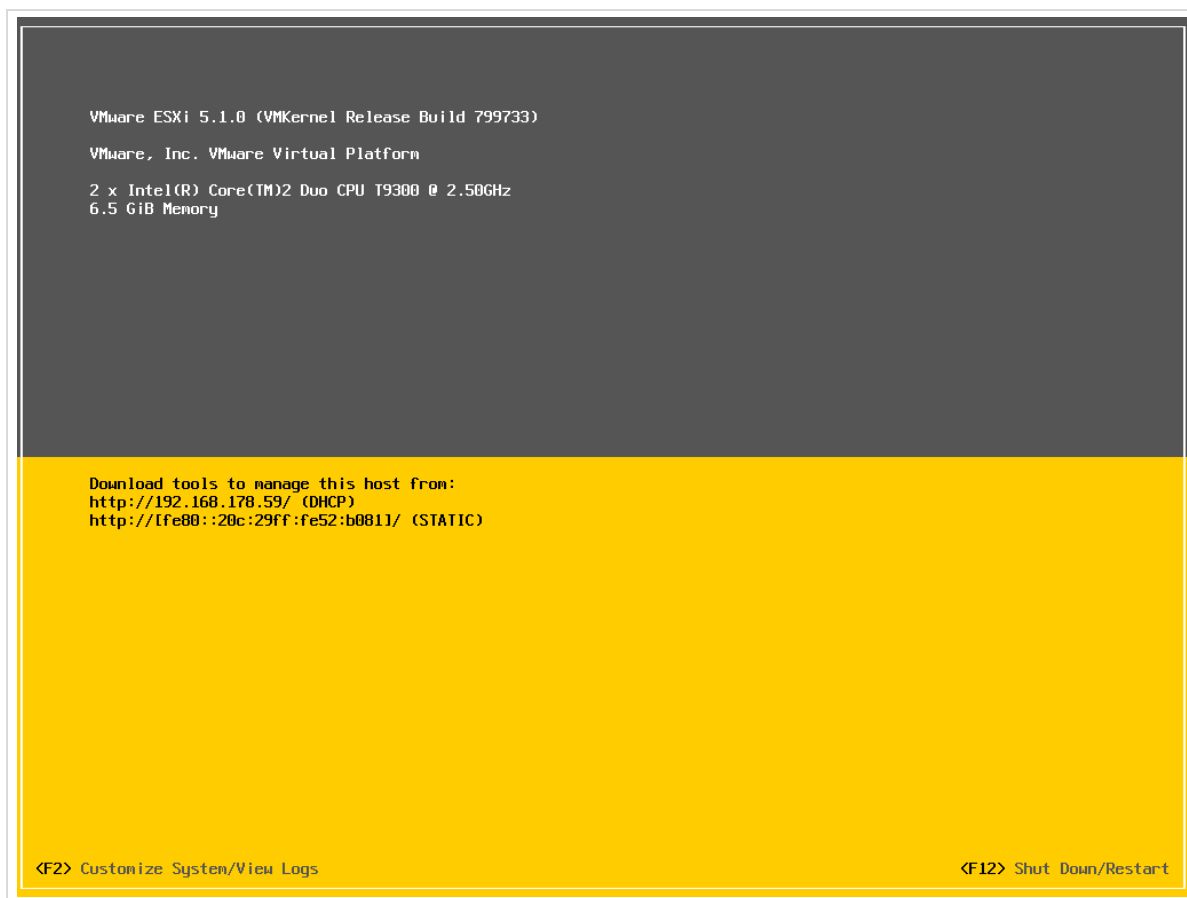 VMware ESXi 5.1.0 (VMKernel Release Build 799733)
VMware, Inc. VMware Virtual Platform
2 x Intel(R) Core(TM)2 Duo CPU T9300 @ 2.50GHz
6.5 GiB Memory
Download tools to manage this host from:
http://192.168.178.59/ (DHCP)
http://[fe80::20c:29ff:fe52:b081]/ (STATIC)
<F2> Customize System/View Logs
<F12> Shut Down/Restart